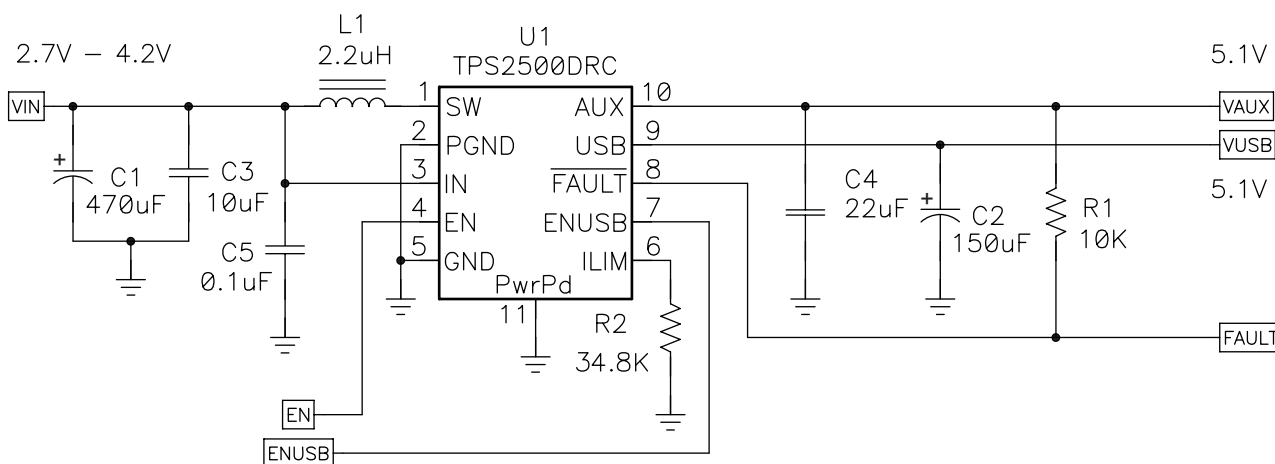 2.7V – 4.2V
VIN
+
C1
470uF
C3
10uF
C5
0.1uF
L1
2.2uH
U1
TPS2500DRC
1
SW
2
PGND
3
IN
4
EN
5
GND
PwrPd
11
AUX
10
USB
9
FAULT
8
ENUSB
7
ILIM
6
R2
34.8K
EN
ENUSB
C4
22uF
+
C2
150uF
R1
10K
5.1V
VAUX
VUSB
5.1V
FAULT